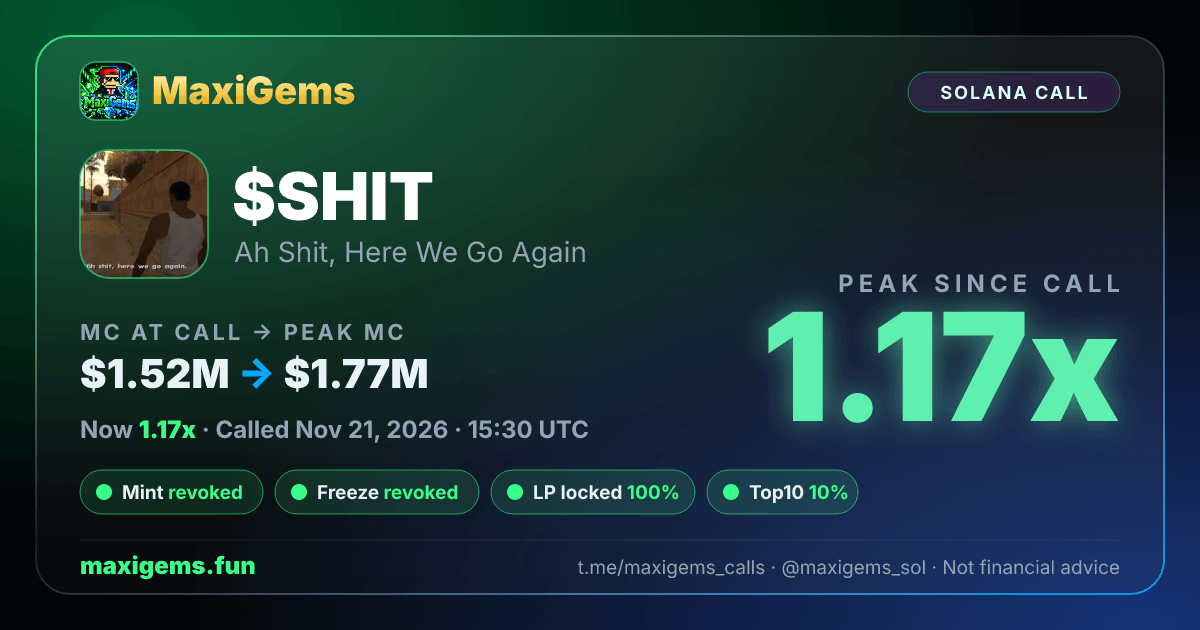 MaxiGems
MaxiGems
SOLANA CALL
$SHIT
Ah Shit, Here We Go Again
Ah shit, here we go again.
PEAK SINCE CALL
1.17x
MC AT CALL → PEAK MC
$1.52M → $1.77M
Now 1.17x · Called Nov 21, 2026 · 15:30 UTC
Mint revoked
Freeze revoked
LP locked 100%
Top10 10%
maxigems.fun
t.me/maxigems_calls · @maxigems_sol · Not financial advice